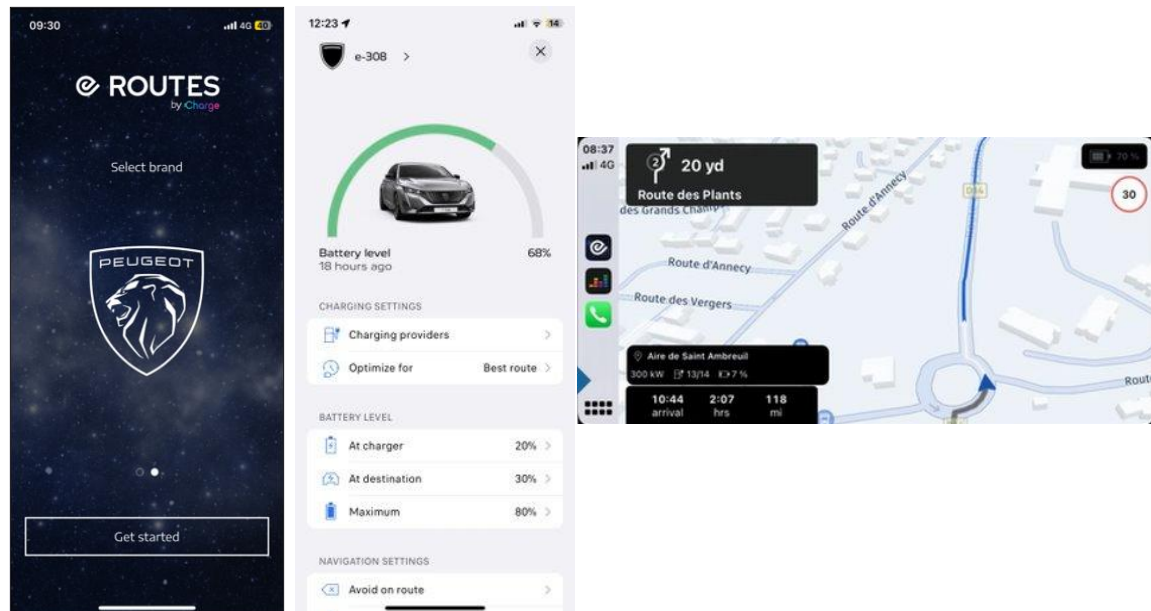 09:30
4G 40
ROUTES
by Charge
Select brand
PEUGEOT
Get started
12:23
14
e-308 >
Battery level 68%
18 hours ago
CHARGING SETTINGS
Charging providers
Optimize for Best route
BATTERY LEVEL
At charger 20%
At destination 30%
Maximum 80%
NAVIGATION SETTINGS
Avoid on route
08:37
4G
2 20 yd
Route des Plants
70 %
30
des Grands Champs
Route d'Annecy
Route d'Annecy
Route des Vergers
Aire de Saint Ambreuil
300 kW 13/14 7 %
10:44 2:07 118
arrival hrs mi
Rout